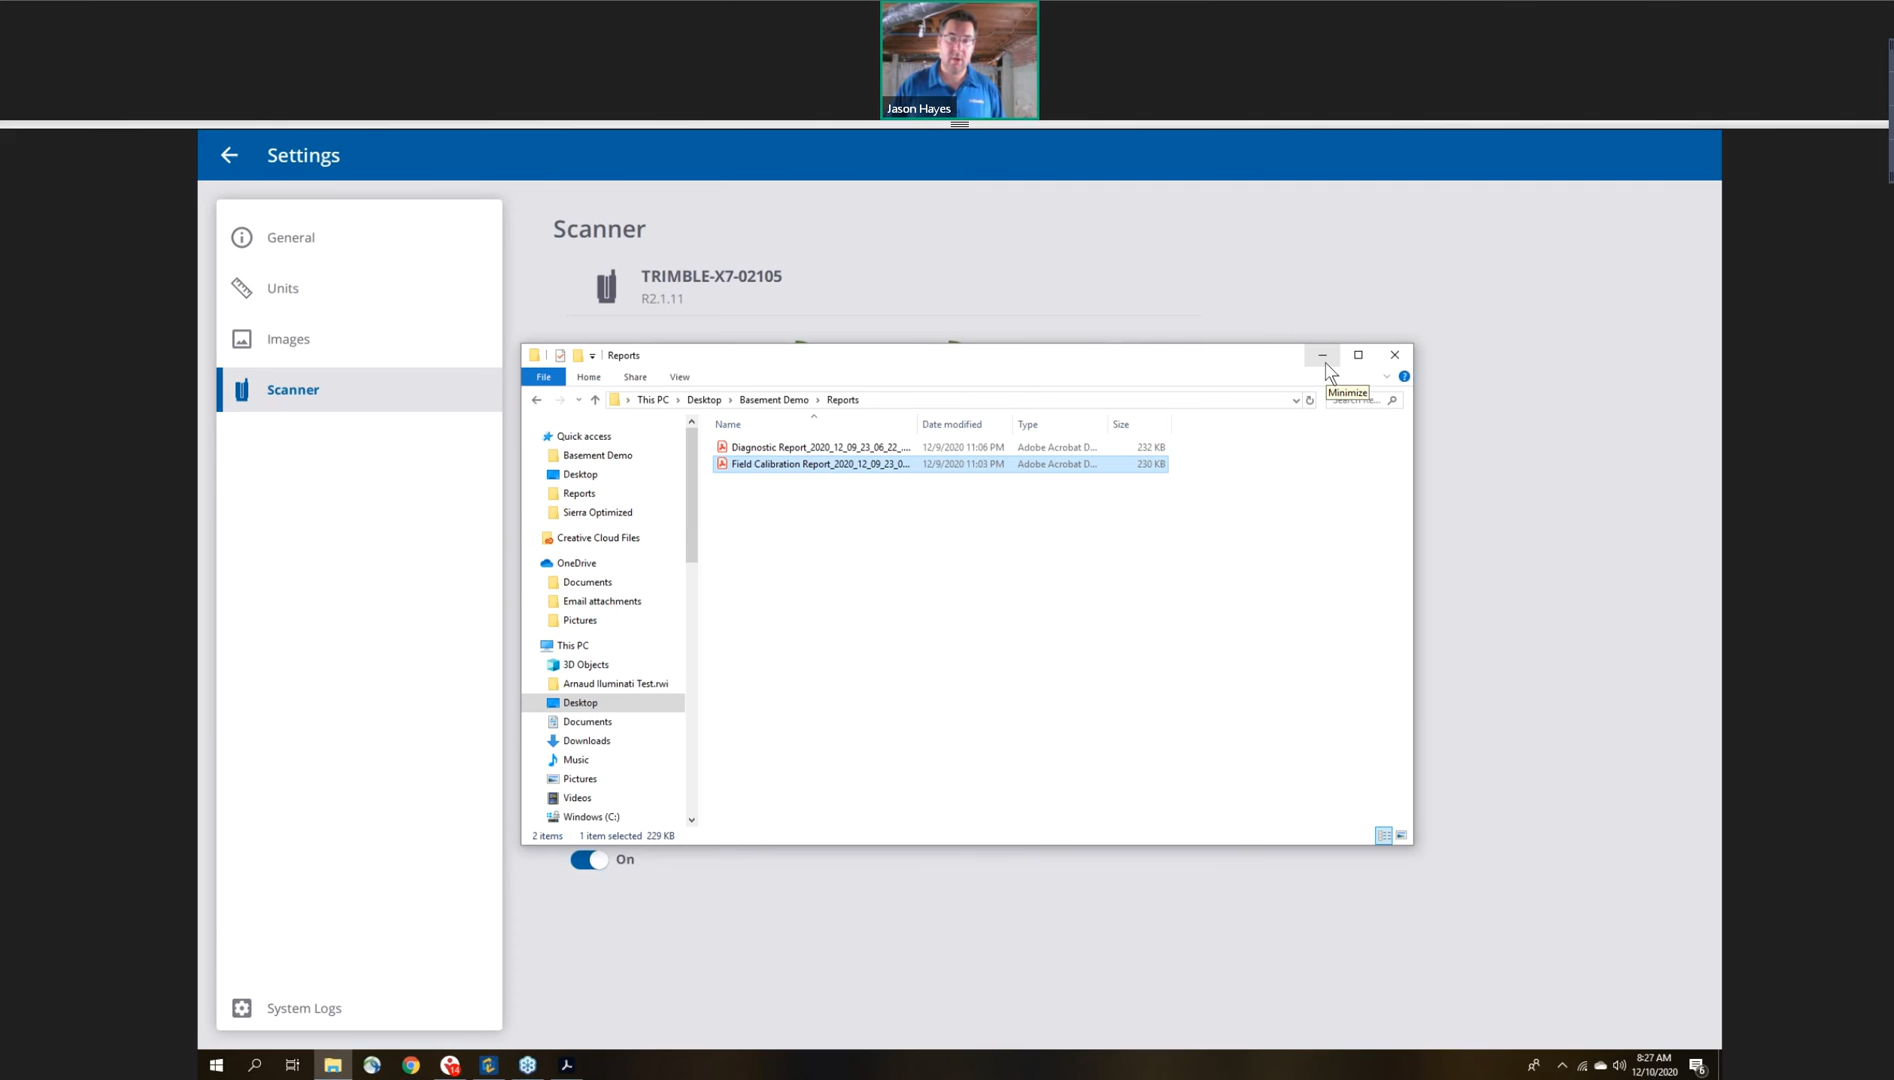 Jason Hayes
Settings
General
Units
Images
Scanner
System Logs
Scanner
TRIMBLE-X7-02105
R2.1.11
Reports
File Home Share View
Minimize
This PC > Desktop > Basement Demo > Reports
Name Date modified Type Size
Diagnostic Report_2020_12_09_23_06_22_.... 12/9/2020 11:06 PM Adobe Acrobat D... 232 KB
Field Calibration Report_2020_12_09_23_0... 12/9/2020 11:03 PM Adobe Acrobat D... 230 KB
Quick access
Basement Demo
Desktop
Reports
Sierra Optimized
Creative Cloud Files
OneDrive
Documents
Email attachments
Pictures
This PC
3D Objects
Arnaud Iluminati Test.rwi
Desktop
Documents
Downloads
Music
Pictures
Videos
Windows (C:)
2 items 1 item selected 229 KB
On
14
8:27 AM
12/10/2020
6